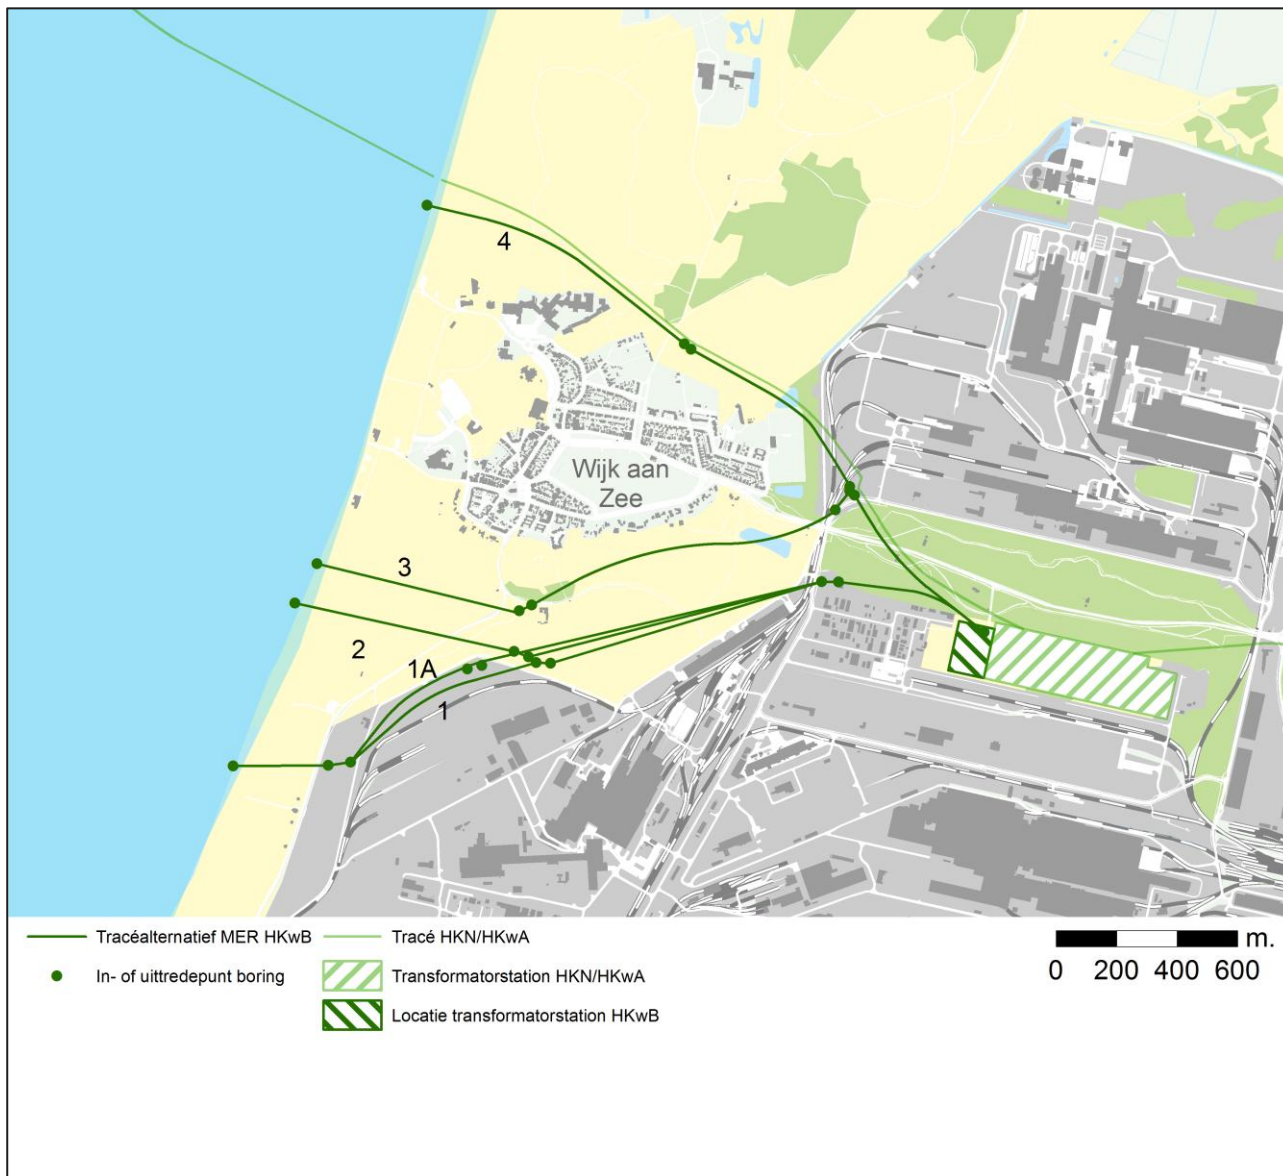 4
Wijk aan
Zee
3
2
1A
1
Tracéalternatief MER HKwB
Tracé HKN/HKwA
In- of uittredepunt boring
Transformatorstation HKN/HKwA
Locatie transformatorstation HKwB
m.
0 200 400 600